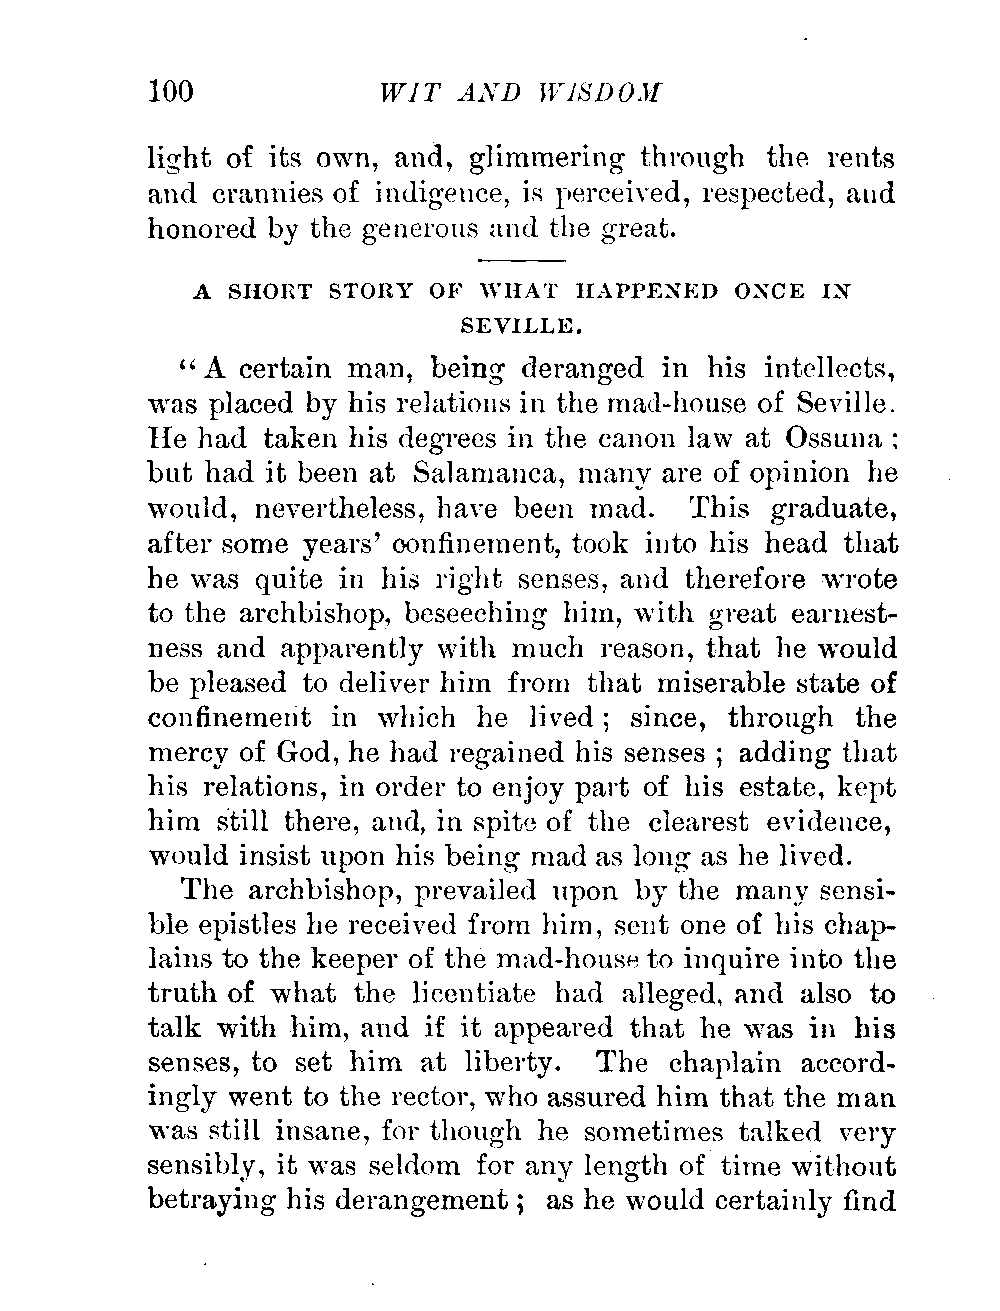 100 WIT AND WISDOM
light of its own, and, glimmering through the rents
and crannies of indigence, is perceived, respected, and
honored by the generous and the great.
A SHORT STORY OF WHAT HAPPENED ONCE IN
SEVILLE.
“ A certain man, being deranged in his intellects,
was placed by his relations in the mad-house of Seville.
He had taken his degrees in the canon law at Ossuna ;
but had it been at Salamanca, many are of opinion he
would, nevertheless, have been mad. This graduate,
after some years’ confinement, took into his head that
he was quite in his right senses, and therefore wrote
to the archbishop, beseeching him, with great earnest-
ness and apparently with much reason, that he would
be pleased to deliver him from that miserable state of
confinement in which he lived ; since, through the
mercy of God, he had regained his senses ; adding that
his relations, in order to enjoy part of his estate, kept
him still there, and, in spite of the clearest evidence,
would insist upon his being mad as long as he lived.
The archbishop, prevailed upon by the many sensi-
ble epistles he received from him, sent one of his chap-
lains to the keeper of the mad-house to inquire into the
truth of what the licentiate had alleged, and also to
talk with him, and if it appeared that he was in his
senses, to set him at liberty. The chaplain accord-
ingly went to the rector, who assured him that the man
was still insane, for though he sometimes talked very
sensibly, it was seldom for any length of time without
betraying his derangement ; as he would certainly find